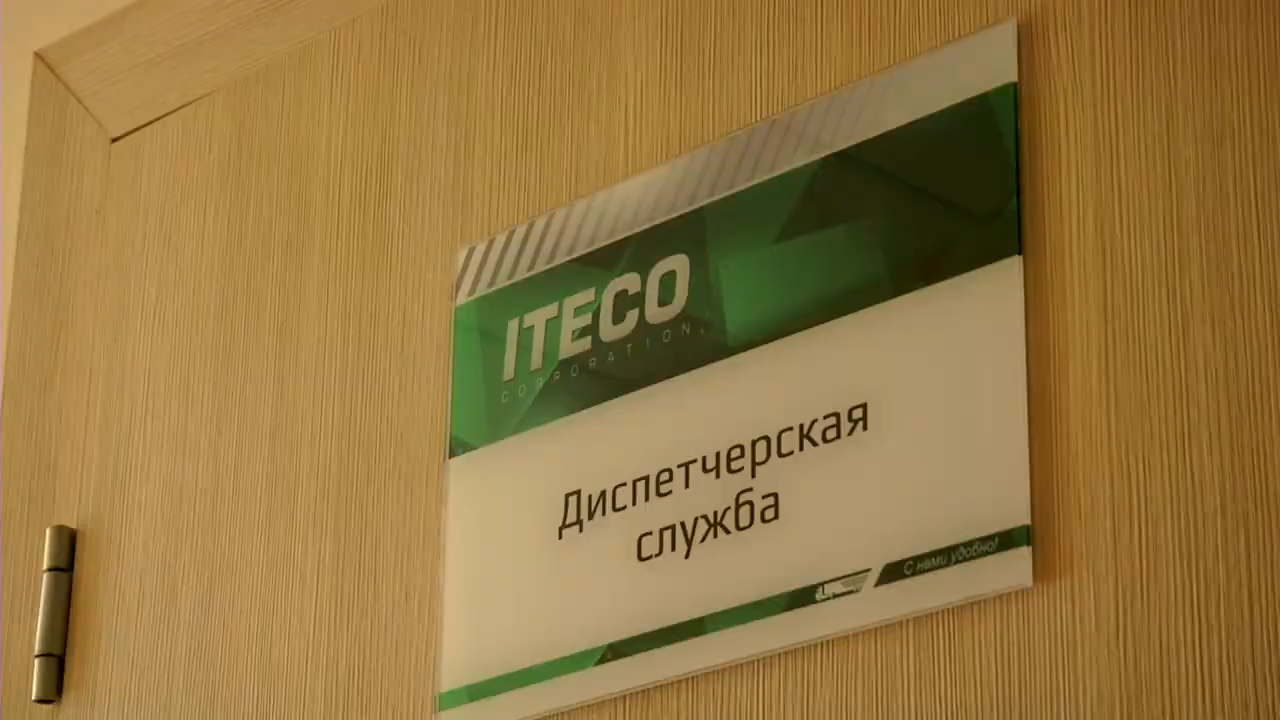 ITECO
CORPORATION
Диспетчерская
служба
С нами удобно!